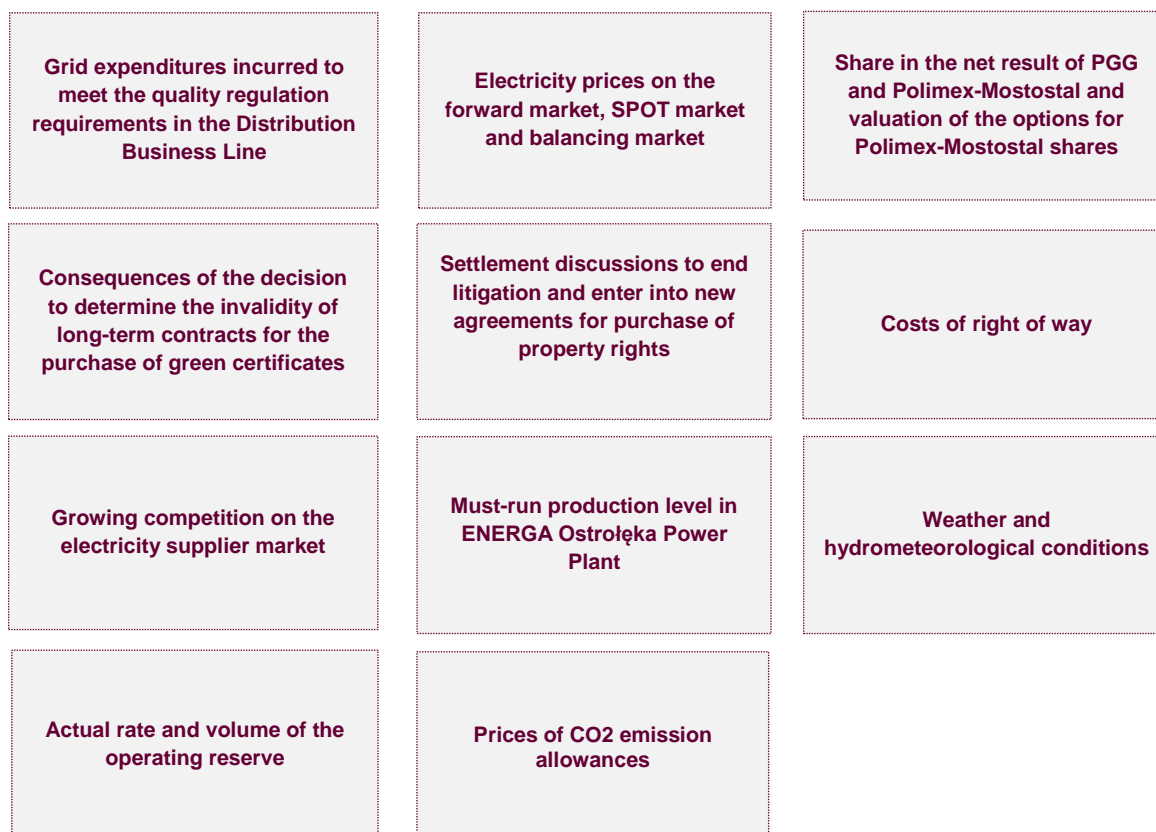 Grid expenditures incurred to
meet the quality regulation
requirements in the Distribution
Business Line
Electricity prices on the
forward market, SPOT market
and balancing market
Share in the net result of PGG
and Polimex-Mostostal and
valuation of the options for
Polimex-Mostostal shares
Consequences of the decision
to determine the invalidity of
long-term contracts for the
purchase of green certificates
Settlement discussions to end
litigation and enter into new
agreements for purchase of
property rights
Costs of right of way
Growing competition on the
electricity supplier market
Must-run production level in
ENERGA Ostrołęka Power
Plant
Weather and
hydrometeorological conditions
Actual rate and volume of the
operating reserve
Prices of CO2 emission
allowances